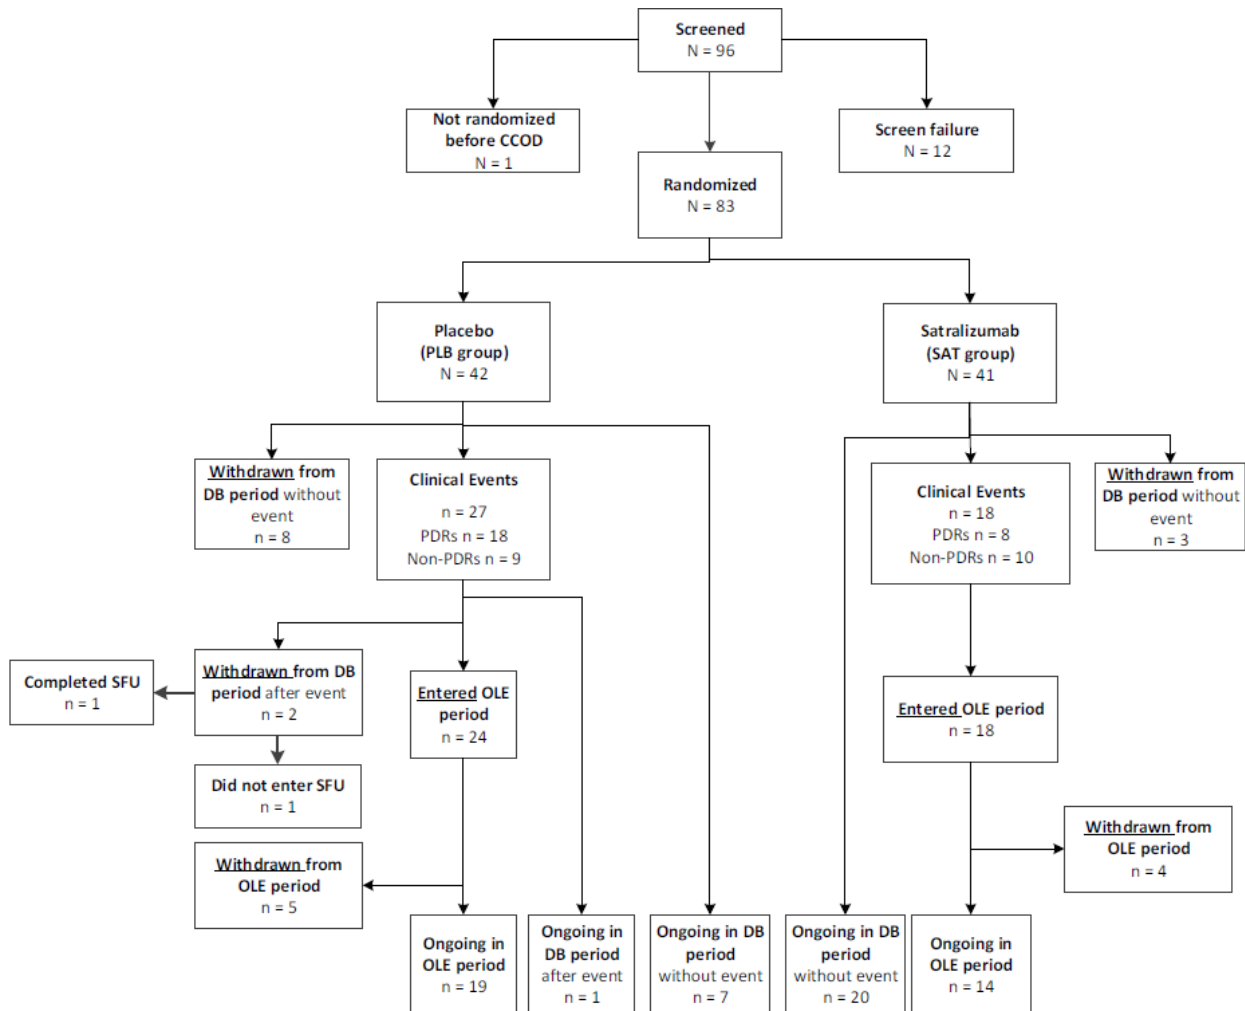 Screened
N = 96
Not randomized
before CCOD
N = 1
Screen failure
N = 12
Randomized
N = 83
Placebo
(PLB group)
N = 42
Satralizumab
(SAT group)
N = 41
Withdrawn from
DB period without
event
n = 8
Clinical Events
n = 27
PDRs n = 18
Non-PDRs n = 9
Clinical Events
n = 18
PDRs n = 8
Non-PDRs n = 10
Withdrawn from
DB period without
event
n = 3
Completed SFU
n = 1
Withdrawn from DB
period after event
n = 2
Entered OLE
period
n = 24
Entered OLE period
n = 18
Did not enter SFU
n = 1
Withdrawn from
OLE period
n = 5
Withdrawn from
OLE period
n = 4
Ongoing in
OLE period
n = 19
Ongoing in
DB period
after event
n = 1
Ongoing in DB
period
without event
n = 7
Ongoing in DB
period
without event
n = 20
Ongoing in
OLE period
n = 14